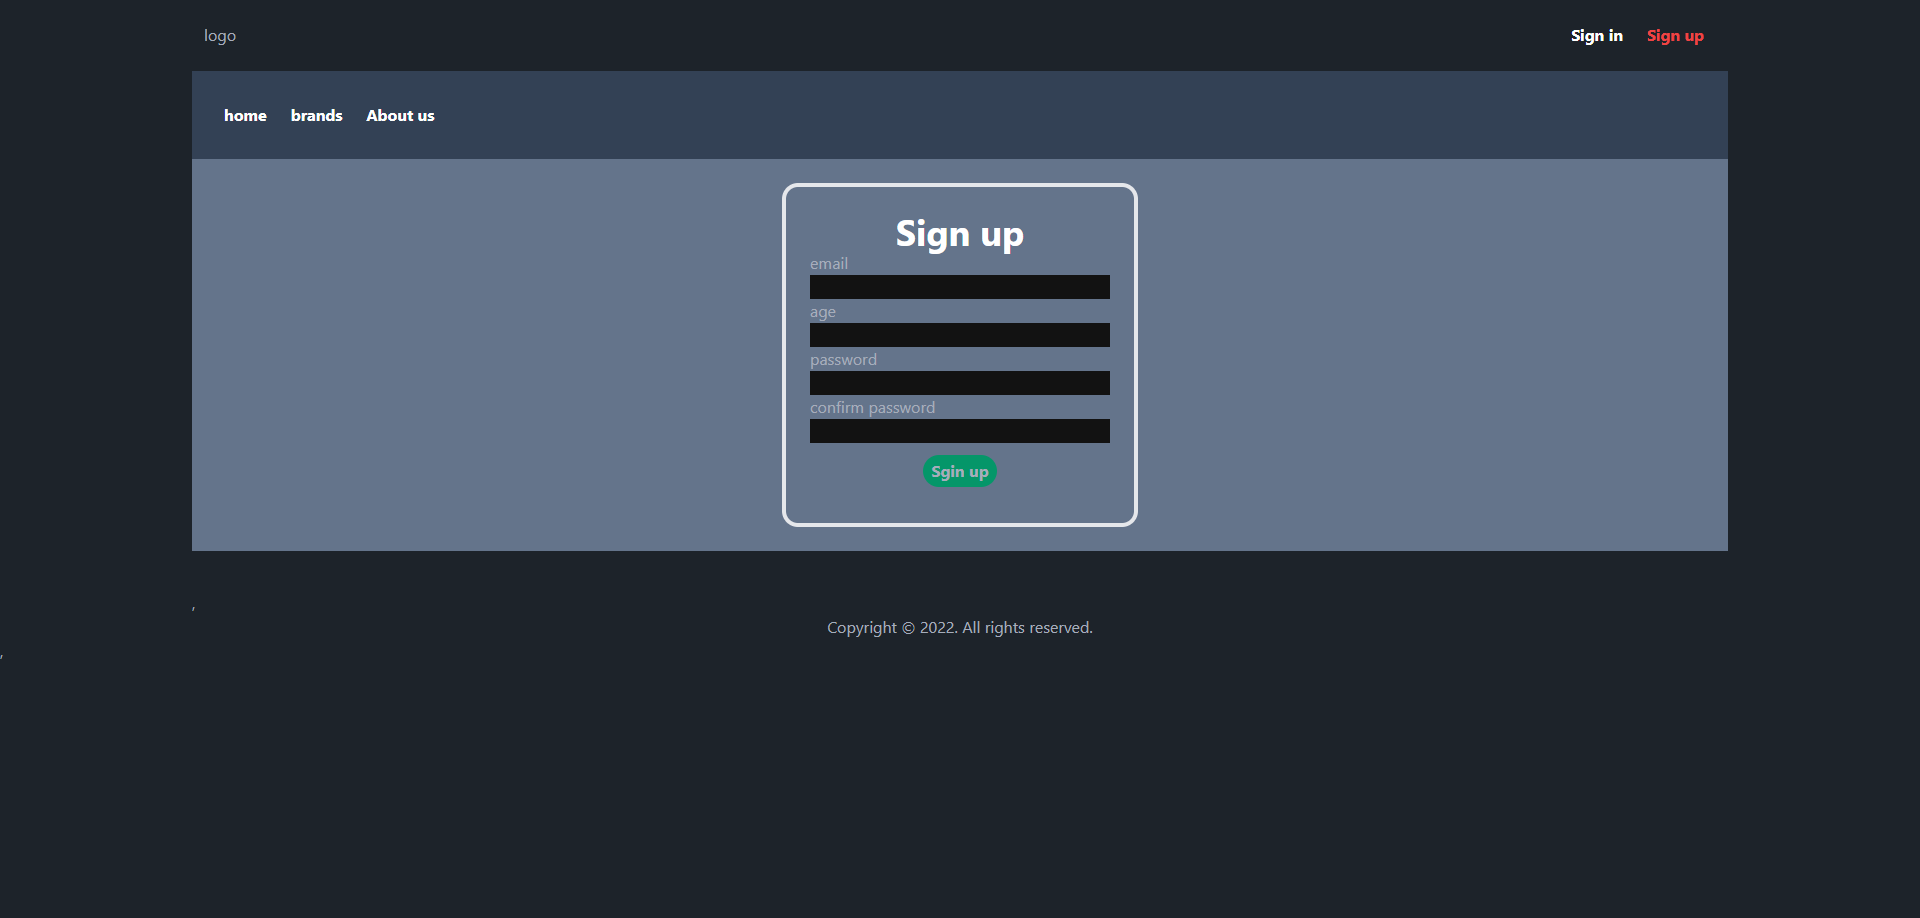 logo
Sign in Sign up
home brands About us
Sign up
email
age
password
confirm password
Sgin up
,
Copyright © 2022. All rights reserved.
,